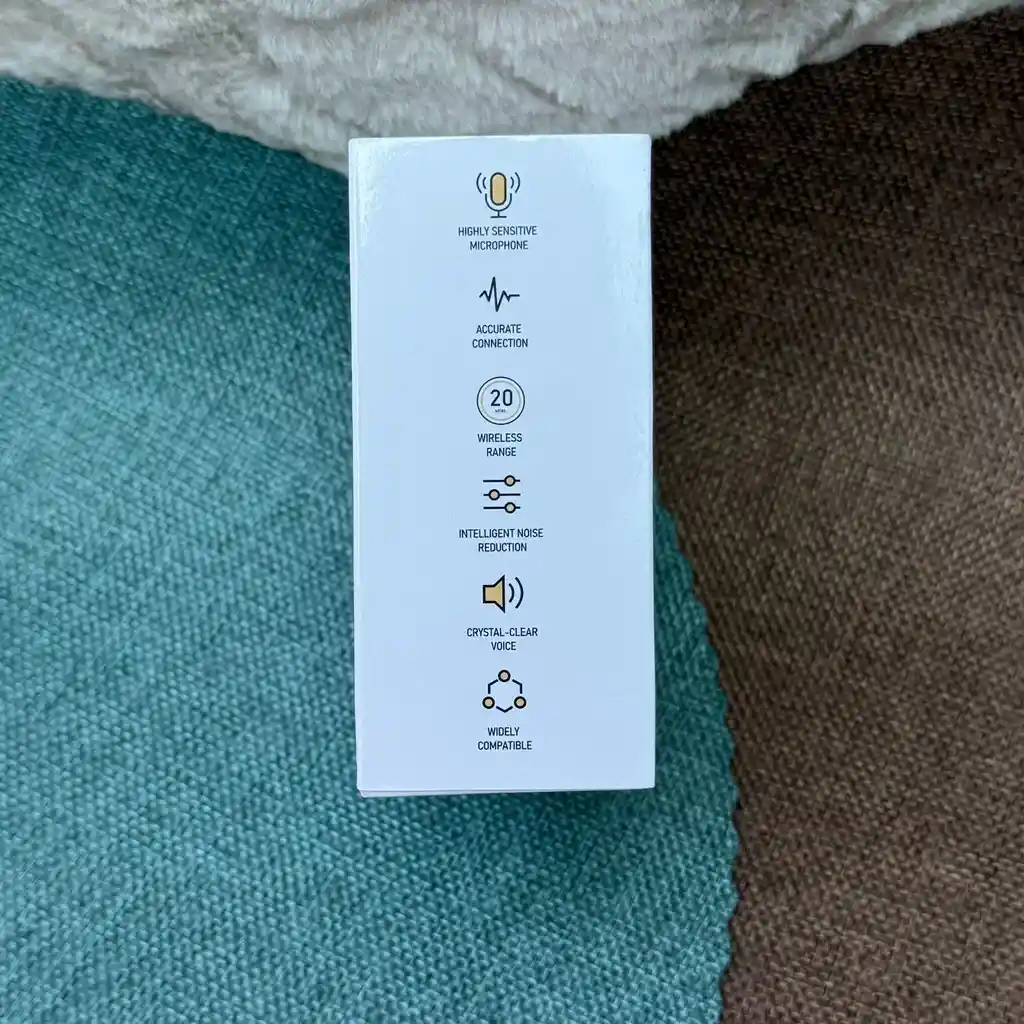 HIGHLY SENSITIVE
MICROPHONE
ACCURATE
CONNECTION
20
WIRELESS
RANGE
INTELLIGENT NOISE
REDUCTION
CRYSTAL-CLEAR
VOICE
WIDELY
COMPATIBLE